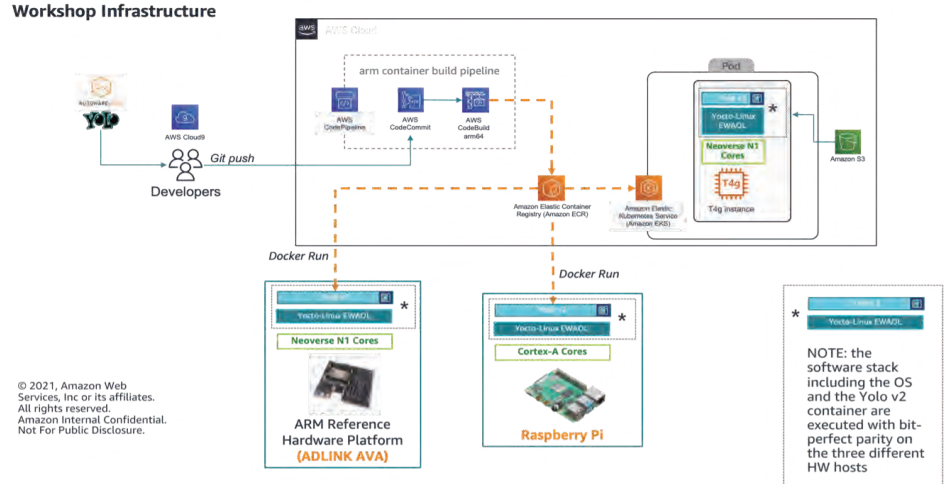 Workshop Infrastructure
aws
AWS Cloud
arm container build pipeline
AWS
CodePipeline
AWS
CodeCommit
AWS
CodeBuild
arm64
YOLO
AWS Cloud9
Git push
Developers
Pod
*
Yocto-Linux
EWAOL
Neoverse N1
Cores
T4g
T4g instance
Amazon S3
Amazon Elastic Container
Registry (Amazon ECR)
Amazon Elastic
Kubernetes Service
(Amazon EKS)
Docker Run
Docker Run
*
Yocto-Linux EWAOL
Neoverse N1 Cores
ARM Reference
Hardware Platform
(ADLINK AVA)
*
Yocto-Linux EWAOL
Cortex-A Cores
Raspberry Pi
*
Yocto-Linux EWAOL
NOTE: the
software stack
including the OS
and the Yolo v2
container are
executed with bit-
perfect parity on
the three different
HW hosts
© 2021, Amazon Web
Services, Inc or its affiliates.
All rights reserved.
Amazon Internal Confidential.
Not For Public Disclosure.